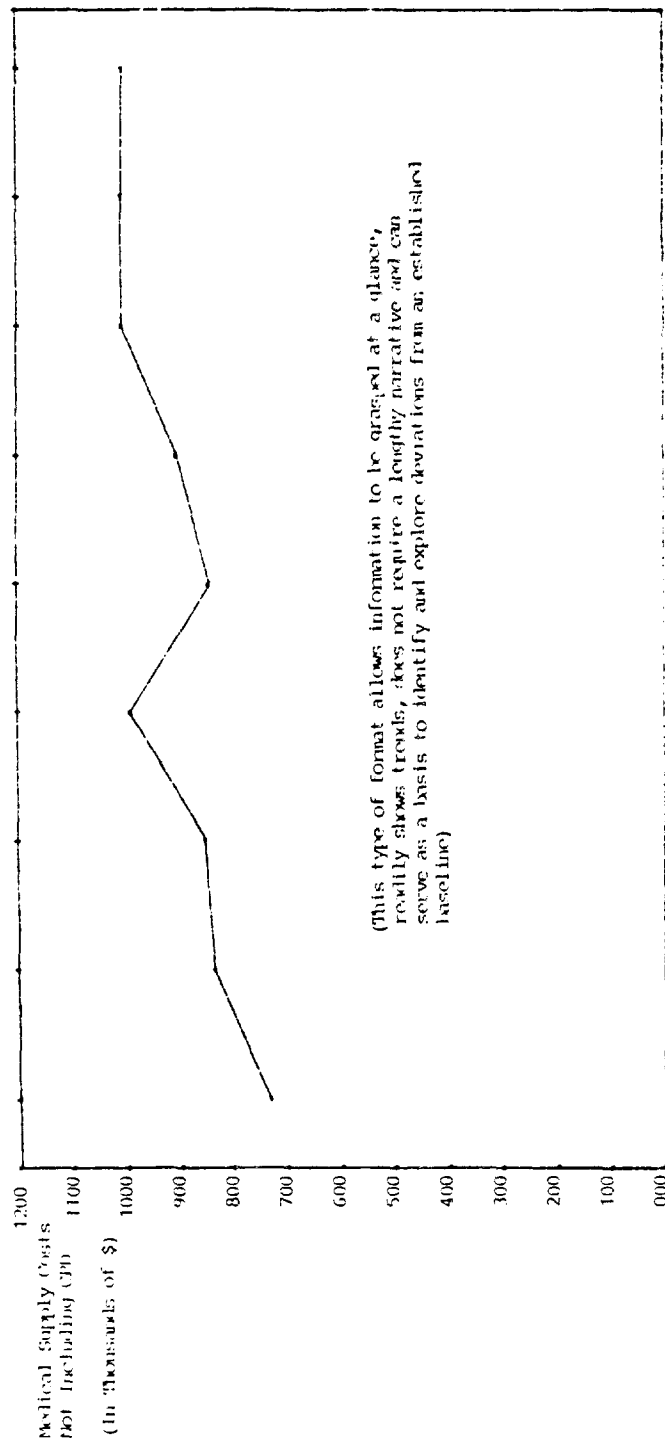 Medical Supply Costs
Not Including CPD
(In Thousands of $)
1200
1100
1000
900
800
700
600
500
400
300
200
100
000
(This type of format allows information to be grasped at a glance,
readily shows trends, does not require a lengthy narrative and can
serve as a basis to identify and explore deviations from an established
baseline)